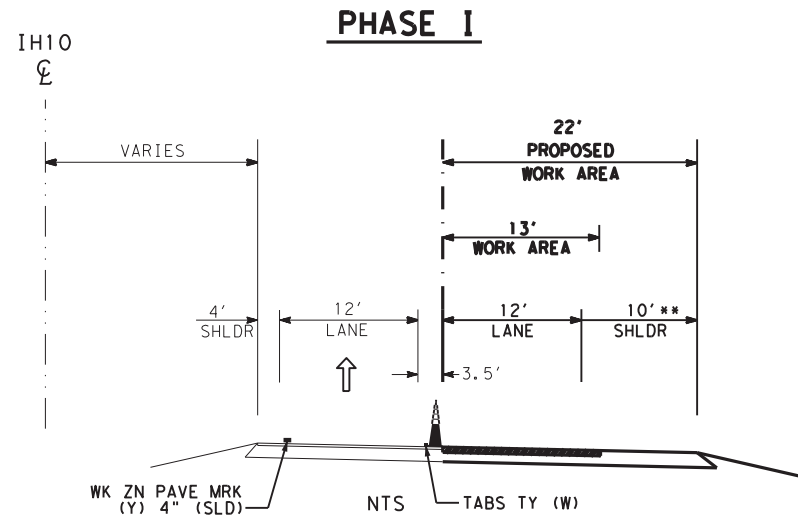 PHASE I
IH10
CL
22'
PROPOSED
WORK AREA
VARIES
13'
WORK AREA
4'
SHLDR
12'
LANE
12'
LANE
10'**
SHLDR
3.5'
WK ZN PAVE MRK
(Y) 4" (SLD)
NTS
TABS TY (W)